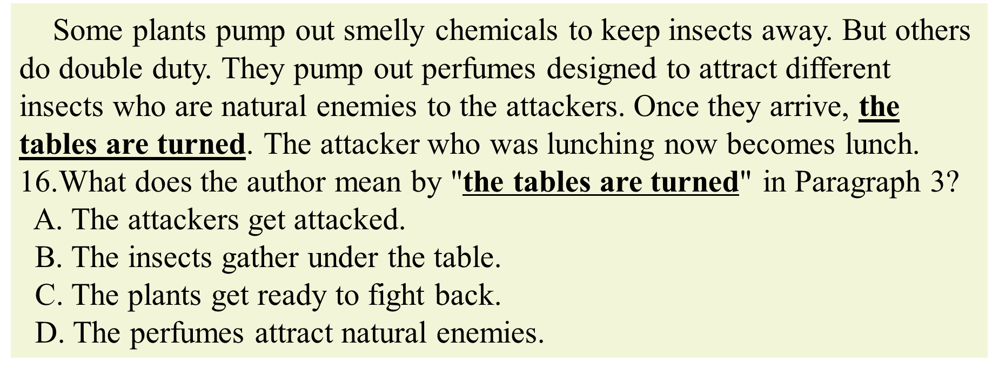 Some plants pump out smelly chemicals to keep insects away. But others
do double duty. They pump out perfumes designed to attract different
insects who are natural enemies to the attackers. Once they arrive, the
tables are turned. The attacker who was lunching now becomes lunch.
16.What does the author mean by "the tables are turned" in Paragraph 3?
A. The attackers get attacked.
B. The insects gather under the table.
C. The plants get ready to fight back.
D. The perfumes attract natural enemies.